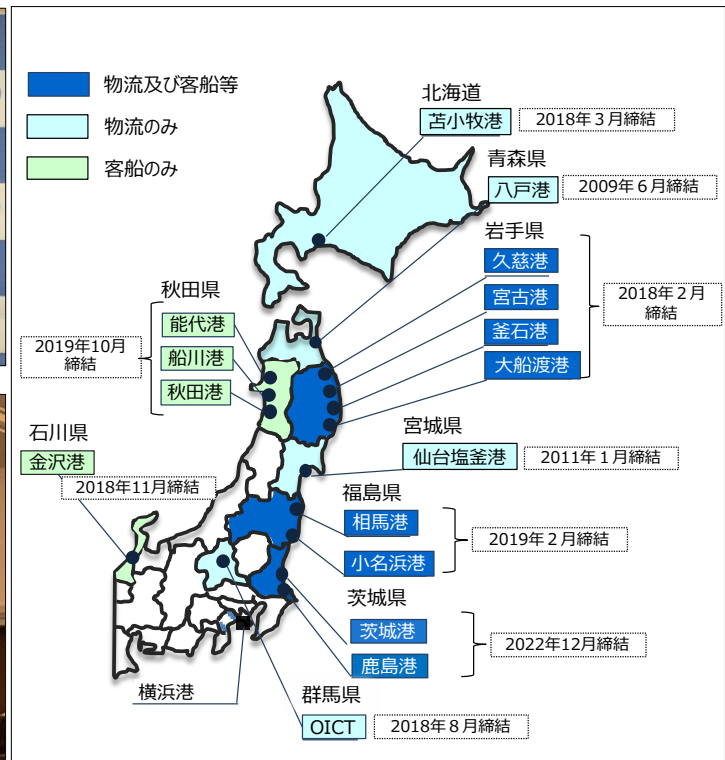 物流及び客船等
物流のみ
客船のみ
北海道
苫小牧港
2018年３月締結
青森県
八戸港
2009年６月締結
岩手県
久慈港
宮古港
釜石港
大船渡港
2018年２月
締結
秋田県
能代港
船川港
秋田港
2019年10月
締結
石川県
金沢港
2018年11月締結
宮城県
仙台塩釜港
2011年１月締結
福島県
相馬港
小名浜港
2019年２月締結
茨城県
茨城港
鹿島港
2022年12月締結
横浜港
群馬県
OICT
2018年８月締結